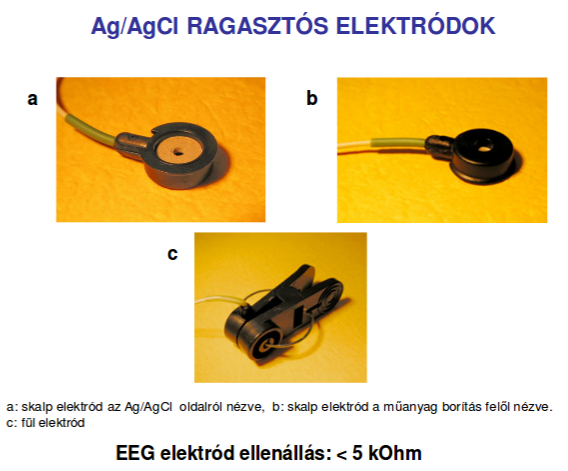 Ag/AgCl RAGASZTÓS ELEKTRÓDOK
a
b
c
a: skalp elektród az Ag/AgCl oldalról nézve, b: skalp elektród a műanyag borítás felől nézve.
c: fül elektród
EEG elektród ellenállás: < 5 kOhm